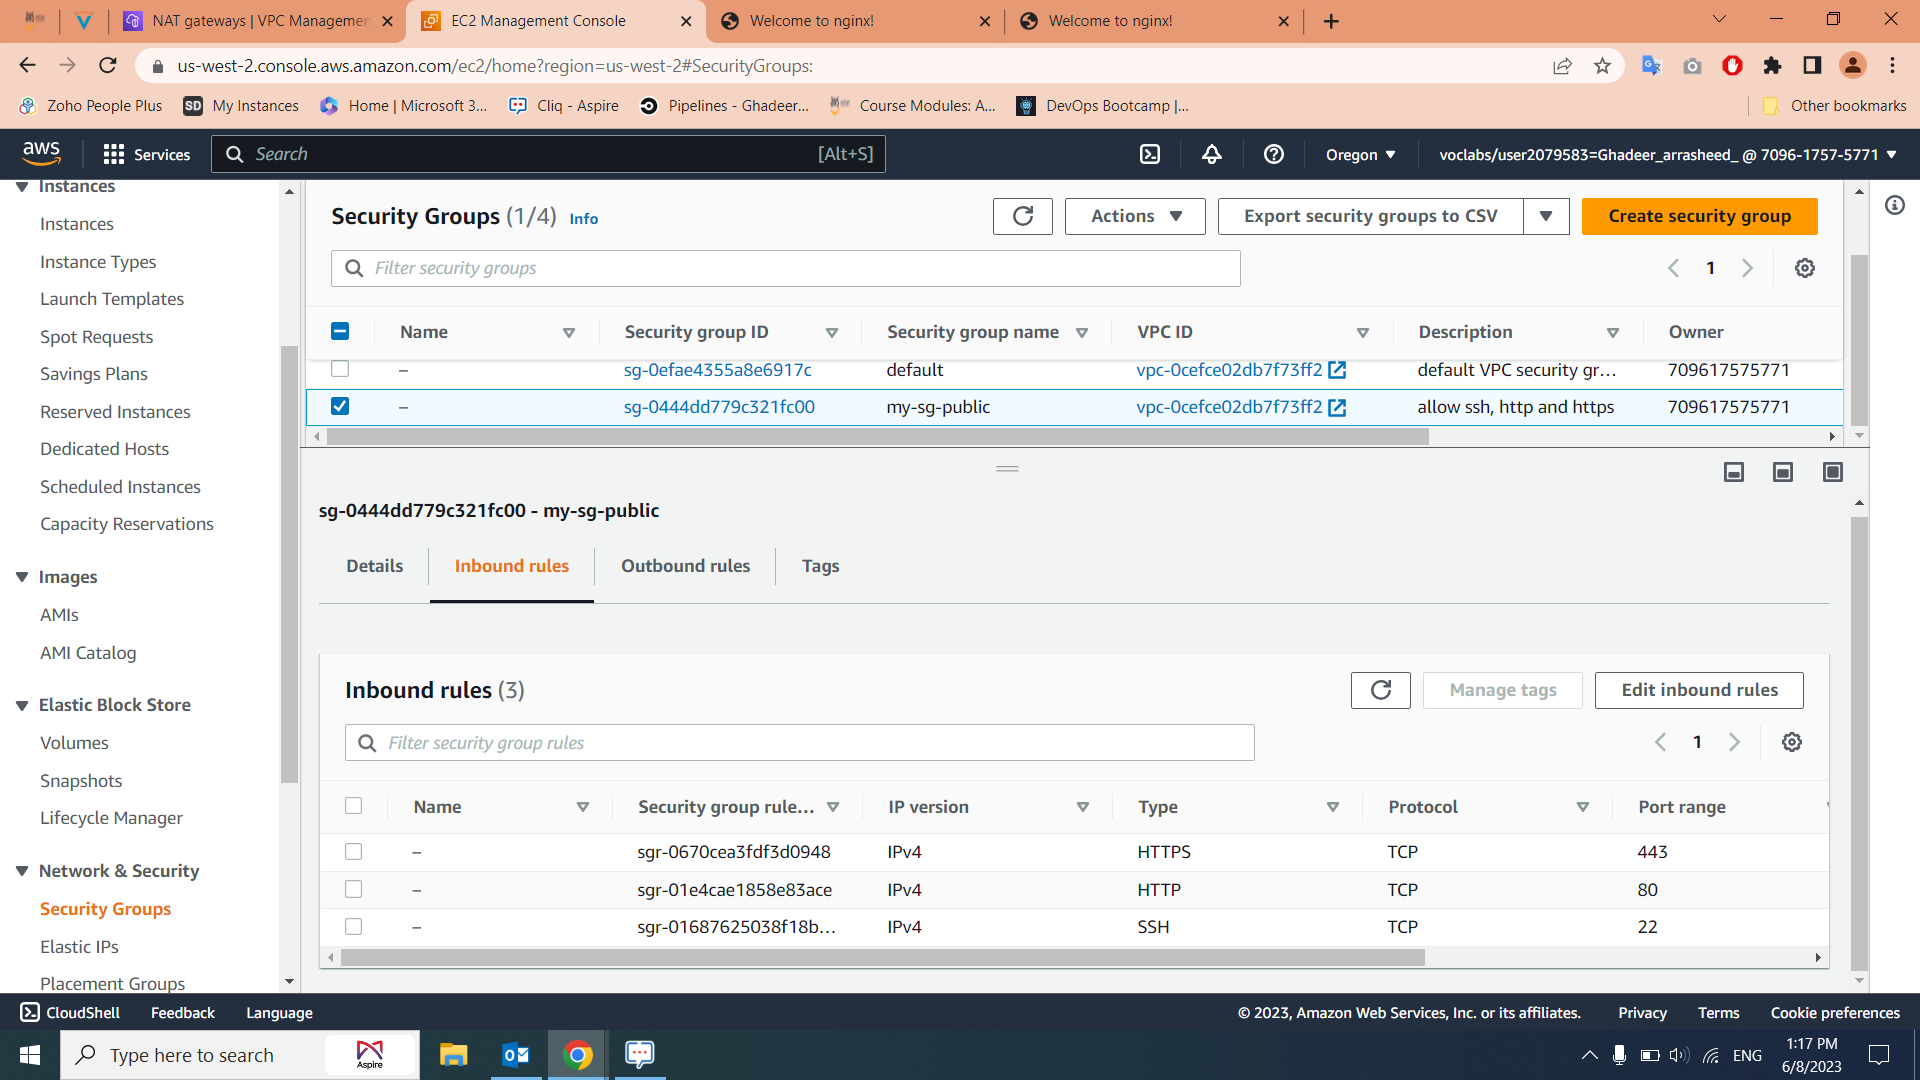 NAT gateways | VPC Managemen
EC2 Management Console
Welcome to nginx!
Welcome to nginx!
us-west-2.console.aws.amazon.com/ec2/home?region=us-west-2#SecurityGroups:
Zoho People Plus
SD My Instances
Home | Microsoft 3...
Cliq - Aspire
Pipelines - Ghadeer...
Course Modules: A...
DevOps Bootcamp |...
Other bookmarks
aws
Services
Search [Alt+S]
Oregon
voclabs/user2079583=Ghadeer_arrasheed_ @ 7096-1757-5771
Instances
Instances
Instance Types
Launch Templates
Spot Requests
Savings Plans
Reserved Instances
Dedicated Hosts
Scheduled Instances
Capacity Reservations
Images
AMIs
AMI Catalog
Elastic Block Store
Volumes
Snapshots
Lifecycle Manager
Network & Security
Security Groups
Elastic IPs
Placement Groups
Security Groups (1/4) Info
Actions
Export security groups to CSV
Create security group
Filter security groups
1
Name Security group ID Security group name VPC ID Description Owner
– sg-0efae4355a8e6917c default vpc-0cefce02db7f73ff2 default VPC security gr... 709617575771
– sg-0444dd779c321fc00 my-sg-public vpc-0cefce02db7f73ff2 allow ssh, http and https 709617575771
sg-0444dd779c321fc00 - my-sg-public
Details Inbound rules Outbound rules Tags
Inbound rules (3)
Manage tags
Edit inbound rules
Filter security group rules
1
Name Security group rule... IP version Type Protocol Port range
– sgr-0670cea3fdf3d0948 IPv4 HTTPS TCP 443
– sgr-01e4cae1858e83ace IPv4 HTTP TCP 80
– sgr-01687625038f18b... IPv4 SSH TCP 22
CloudShell Feedback Language
© 2023, Amazon Web Services, Inc. or its affiliates. Privacy Terms Cookie preferences
Type here to search
Aspire
ENG
1:17 PM
6/8/2023